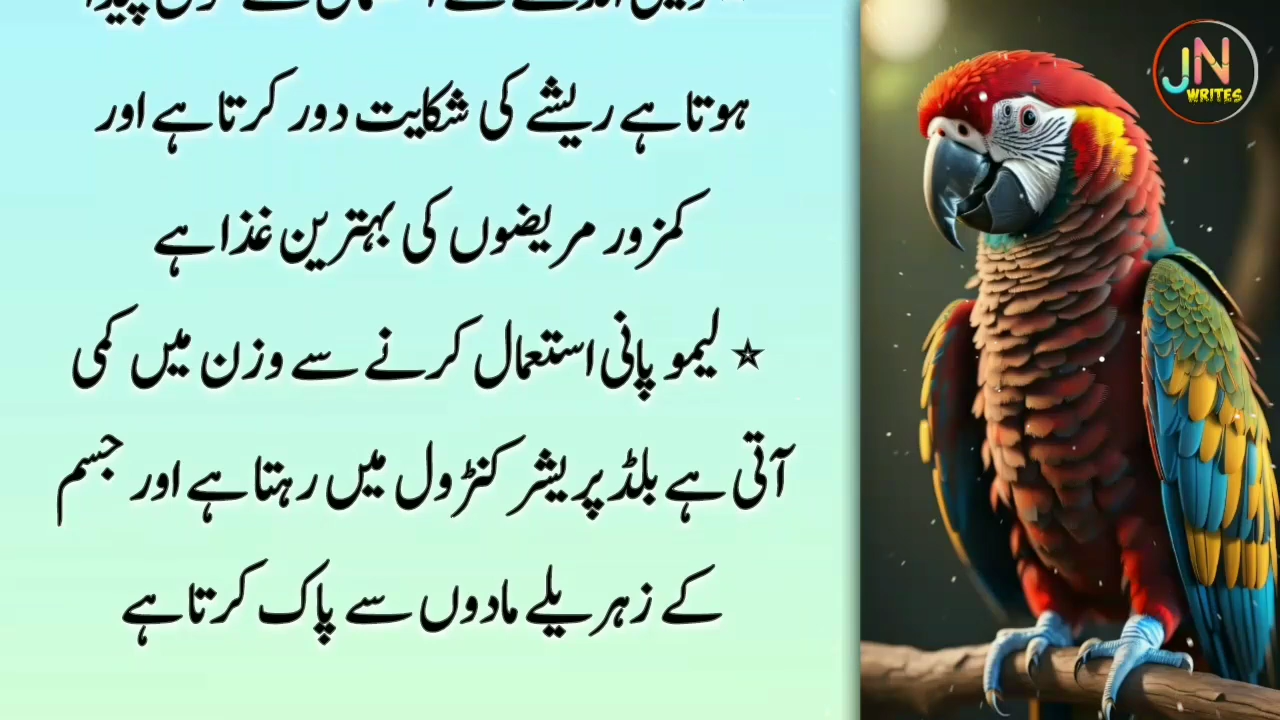 ہوتا ہے ریشے کی شکایت دور کرتا ہے اور
کمزور مریضوں کی بہترین غذا ہے
☆ لیمو پانی استعمال کرنے سے وزن میں کمی
آتی ہے بلڈ پریشر کنٹرول میں رہتا ہے اور جسم
کے زہریلے مادوں سے پاک کرتا ہے
JN
WRITES